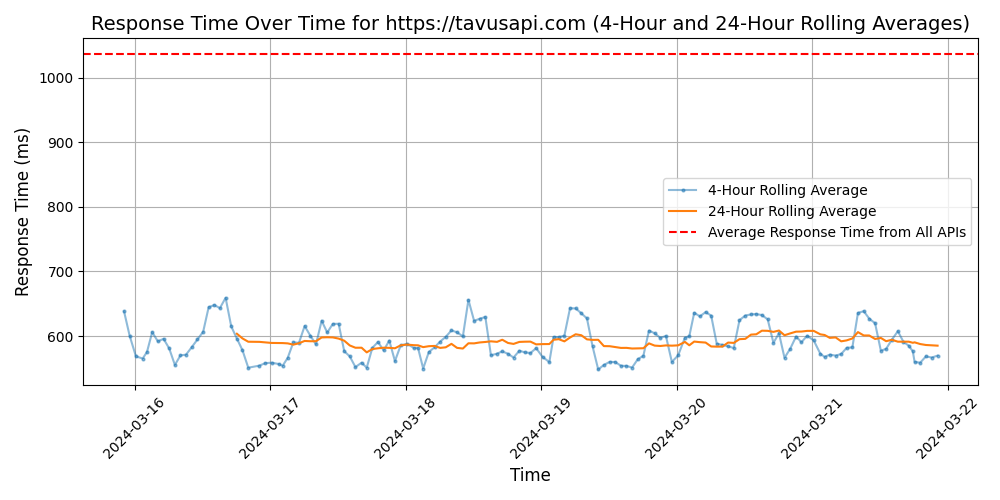 Response Time Over Time for https://tavusapi.com (4-Hour and 24-Hour Rolling Averages)
Response Time (ms)
1000
900
800
700
600
4-Hour Rolling Average
24-Hour Rolling Average
Average Response Time from All APIs
2024-03-16
2024-03-17
2024-03-18
2024-03-19
2024-03-20
2024-03-21
2024-03-22
Time